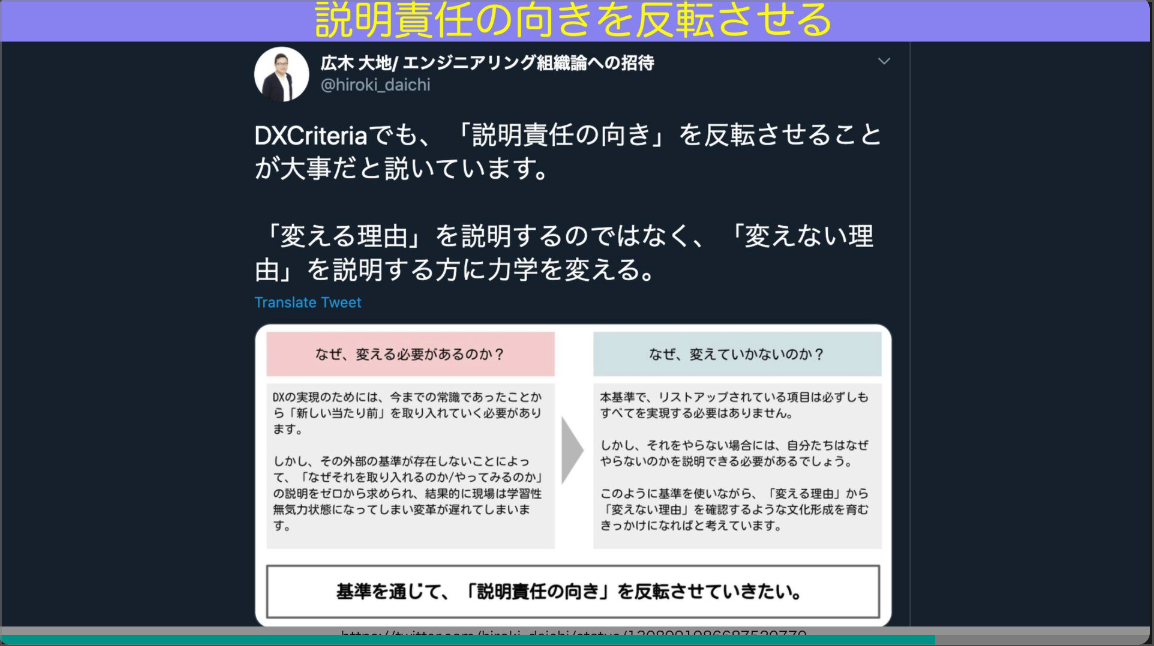 説明責任の向きを反転させる
広木 大地/ エンジニアリング組織論への招待
@hiroki_daichi
DXCriteriaでも、「説明責任の向き」を反転させること
が大事だと説いています。
「変える理由」を説明するのではなく、「変えない理
由」を説明する方に力学を変える。
Translate Tweet
なぜ、変える必要があるのか？
DXの実現のためには、今までの常識であったことか
ら「新しい当たり前」を取り入れていく必要があり
ます。
しかし、その外部の基準が存在しないことによっ
て、「なぜそれを取り入れるのか/やってみるのか」
の説明をゼロから求められ、結果的に現場は学習性
無気力状態になってしまい変革が遅れてしまいま
す。
なぜ、変えていかないのか？
本基準で、リストアップされている項目は必ずしも
すべてを実現する必要はありません。
しかし、それをやらない場合には、自分たちはなぜ
やらないのかを説明できる必要があるでしょう。
このように基準を使いながら、「変える理由」から
「変えない理由」を確認するような文化形成を育む
きっかけになればと考えています。
基準を通じて、「説明責任の向き」を反転させていきたい。